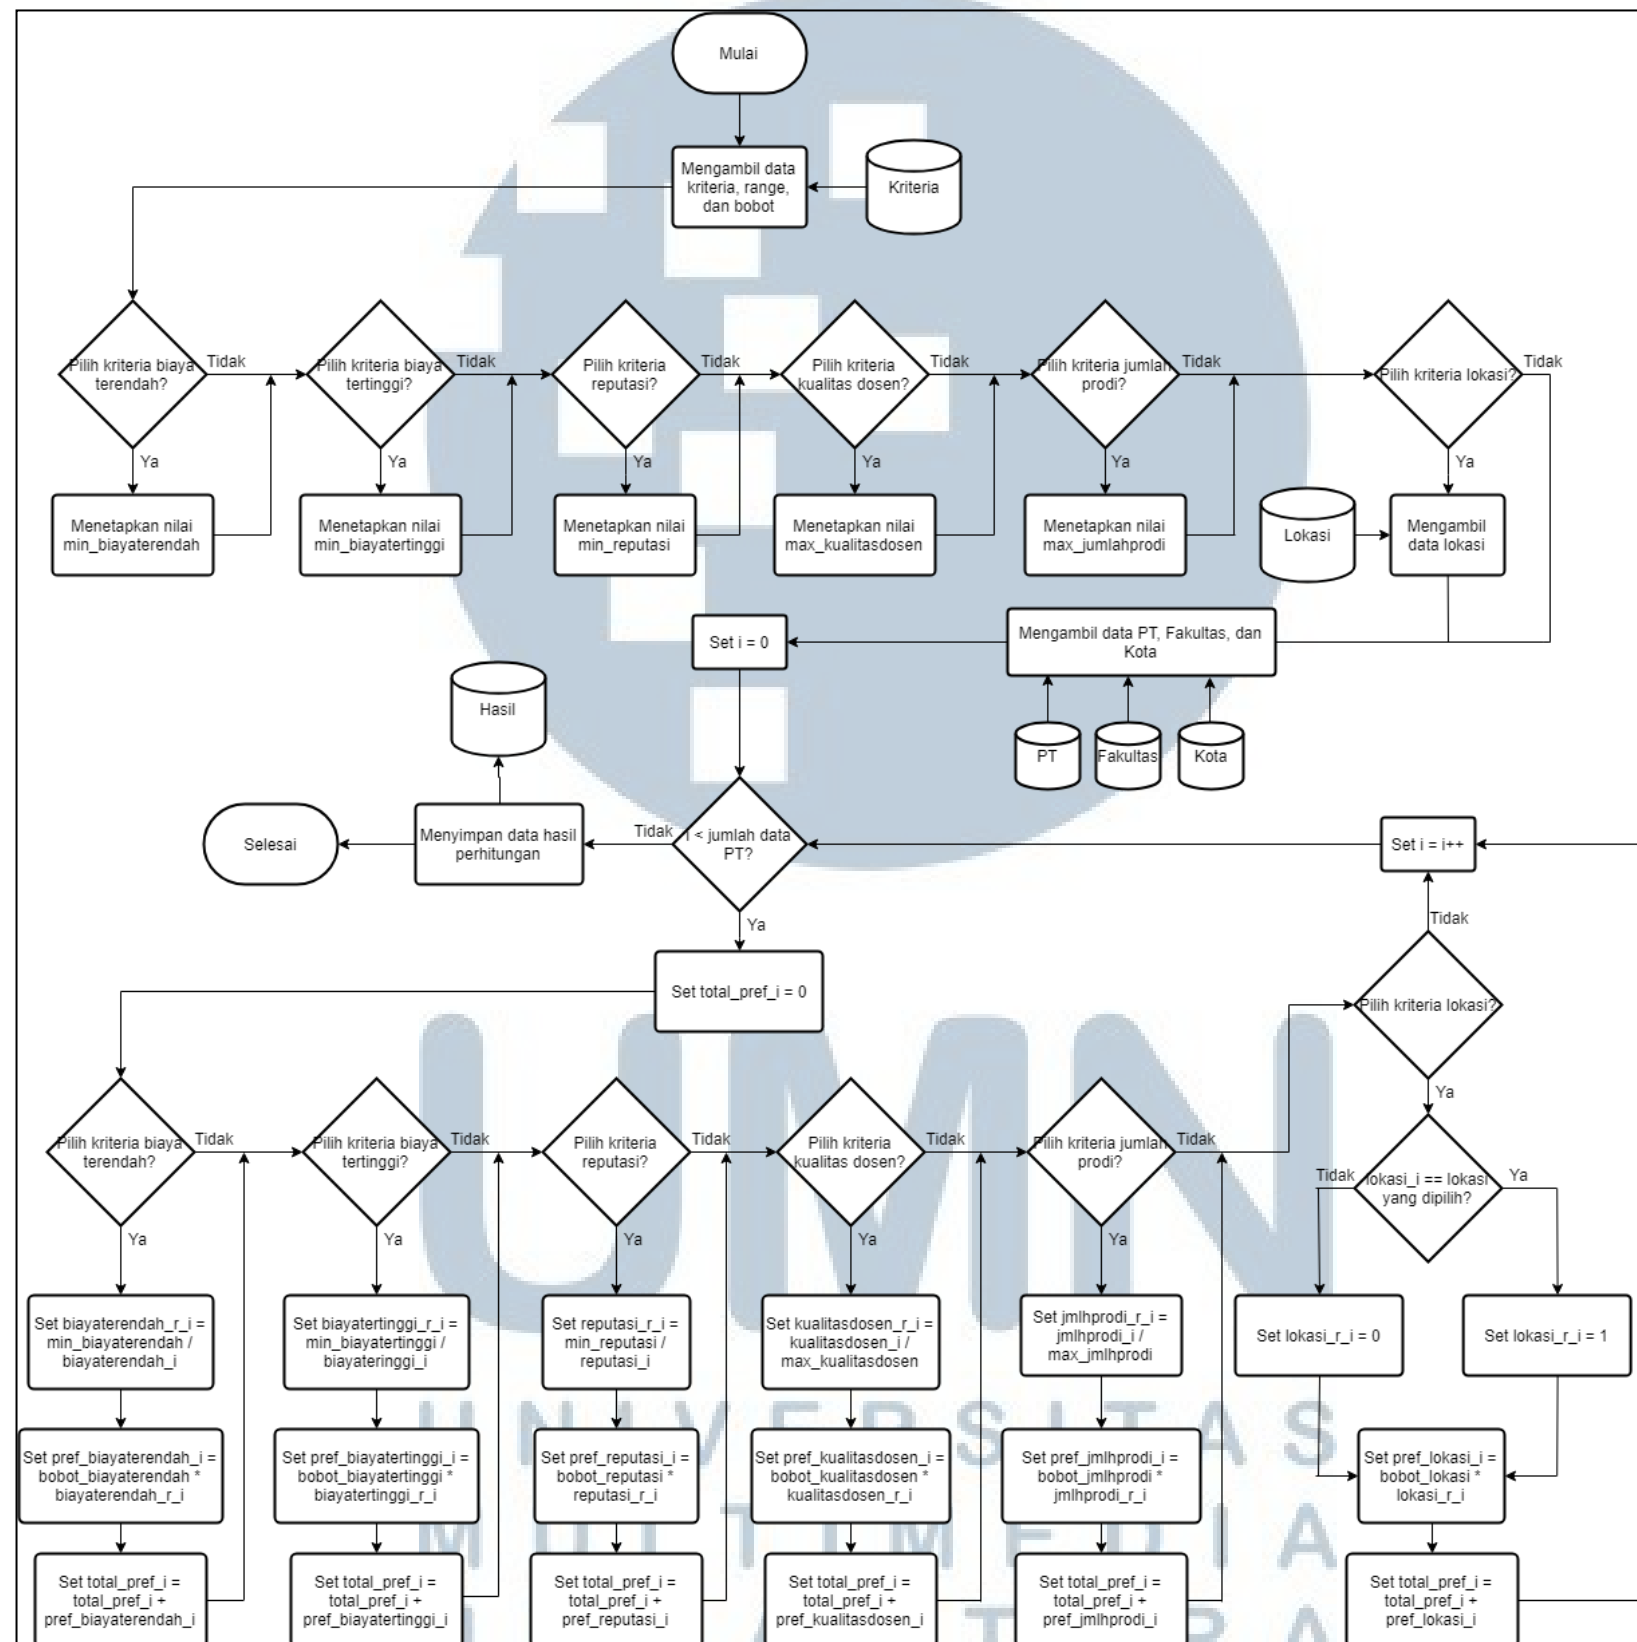 Mulai
Mengambil data
kriteria, range,
dan bobot
Kriteria
Pilih kriteria biaya
terendah?
Tidak
Pilih kriteria biaya
tertinggi?
Tidak
Pilih kriteria
reputasi?
Tidak
Pilih kriteria
kualitas dosen?
Tidak
Pilih kriteria jumlah
prodi?
Tidak
Pilih kriteria lokasi?
Tidak
Ya
Ya
Ya
Ya
Ya
Ya
Menetapkan nilai
min_biayaterendah
Menetapkan nilai
min_biayatertinggi
Menetapkan nilai
min_reputasi
Menetapkan nilai
max_kualitasdosen
Menetapkan nilai
max_jumlahprodi
Lokasi
Mengambil
data lokasi
Set i = 0
Mengambil data PT, Fakultas, dan
Kota
Hasil
PT
Fakultas
Kota
Selesai
Menyimpan data hasil
perhitungan
Tidak
i < jumlah data
PT?
Set i = i++
Ya
Tidak
Set total_pref_i = 0
Pilih kriteria lokasi?
Ya
Pilih kriteria biaya
terendah?
Tidak
Pilih kriteria biaya
tertinggi?
Tidak
Pilih kriteria
reputasi?
Tidak
Pilih kriteria
kualitas dosen?
Tidak
Pilih kriteria jumlah
prodi?
Tidak
Tidak
lokasi_i == lokasi
yang dipilih?
Ya
Ya
Ya
Ya
Ya
Ya
Set biayaterendah_r_i =
min_biayaterendah /
biayaterendah_i
Set biayatertinggi_r_i =
min_biayatertinggi /
biayateringgi_i
Set reputasi_r_i =
min_reputasi /
reputasi_i
Set kualitasdosen_r_i =
kualitasdosen_i /
max_kualitasdosen
Set jmlhprodi_r_i =
jmlhprodi_i /
max_jmlhprodi
Set lokasi_r_i = 0
Set lokasi_r_i = 1
Set pref_biayaterendah_i =
bobot_biayaterendah *
biayaterendah_r_i
Set pref_biayatertinggi_i =
bobot_biayatertinggi *
biayatertinggi_r_i
Set pref_reputasi_i =
bobot_reputasi *
reputasi_r_i
Set pref_kualitasdosen_i =
bobot_kualitasdosen *
kualitasdosen_r_i
Set pref_jmlhprodi_i =
bobot_jmlhprodi *
jmlhprodi_r_i
Set pref_lokasi_i =
bobot_lokasi *
lokasi_r_i
Set total_pref_i =
total_pref_i +
pref_biayaterendah_i
Set total_pref_i =
total_pref_i +
pref_biayatertinggi_i
Set total_pref_i =
total_pref_i +
pref_reputasi_i
Set total_pref_i =
total_pref_i +
pref_kualitasdosen_i
Set total_pref_i =
total_pref_i +
pref_jmlhprodi_i
Set total_pref_i =
total_pref_i +
pref_lokasi_i
UMN
UNIVERSITAS
MULTIMEDIA